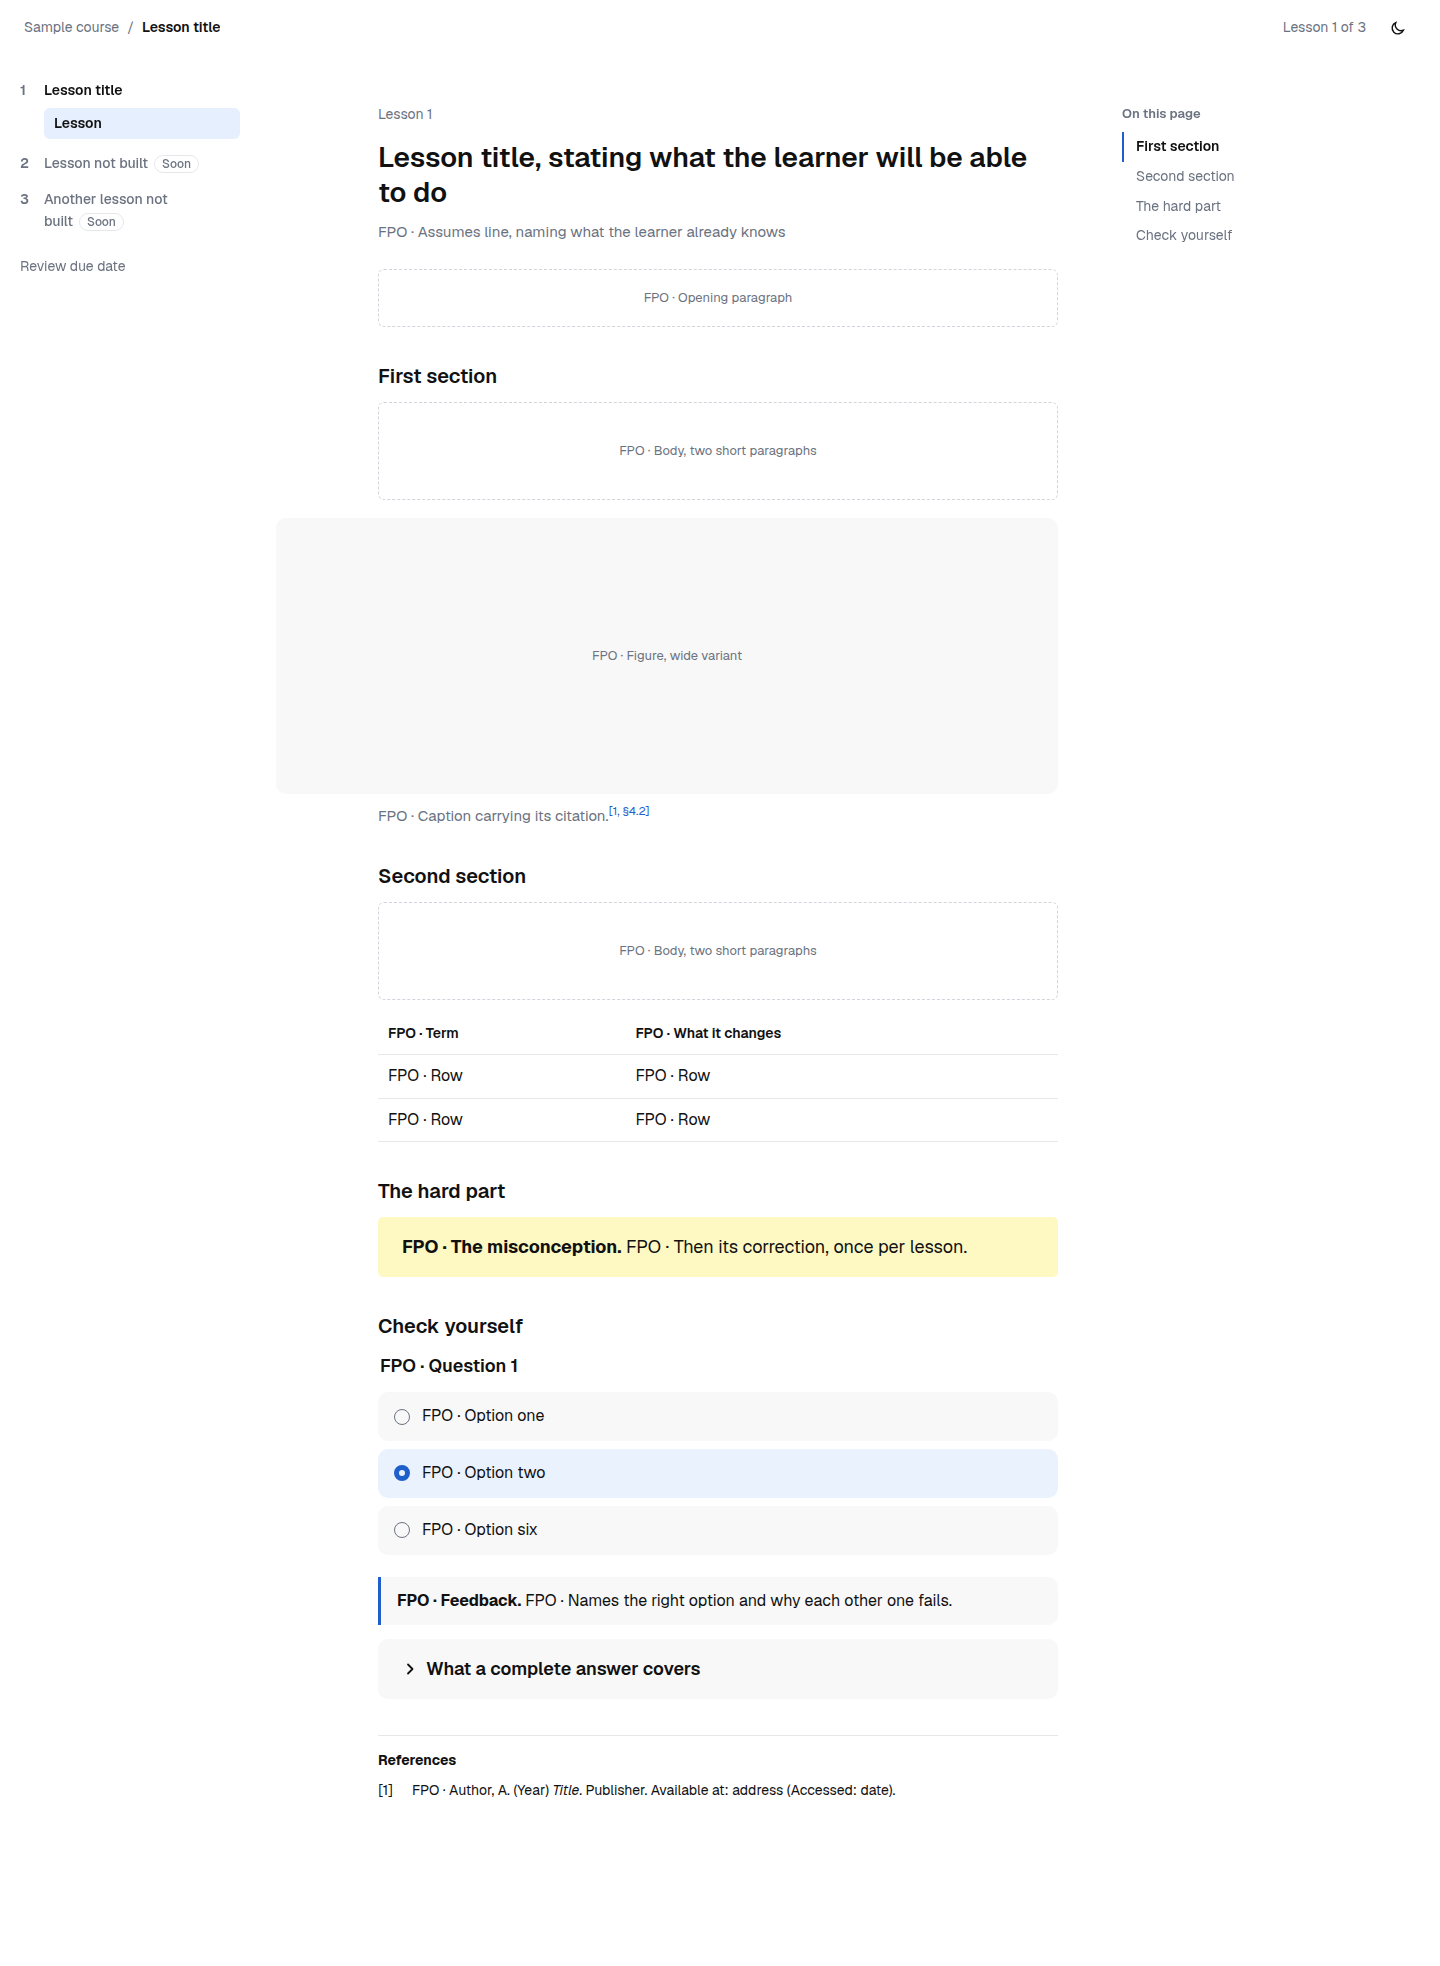 Sample course / Lesson title
Lesson 1 of 3
1 Lesson title
Lesson
2 Lesson not built Soon
3 Another lesson not
built Soon
Review due date
Lesson 1
Lesson title, stating what the learner will be able
to do
FPO · Assumes line, naming what the learner already knows
FPO · Opening paragraph
First section
FPO · Body, two short paragraphs
FPO · Figure, wide variant
FPO · Caption carrying its citation.[1, §4.2]
Second section
FPO · Body, two short paragraphs
FPO · Term FPO · What it changes
FPO · Row FPO · Row
FPO · Row FPO · Row
The hard part
FPO · The misconception. FPO · Then its correction, once per lesson.
Check yourself
FPO · Question 1
FPO · Option one
FPO · Option two
FPO · Option six
FPO · Feedback. FPO · Names the right option and why each other one fails.
What a complete answer covers
References
[1] FPO · Author, A. (Year) Title. Publisher. Available at: address (Accessed: date).
On this page
First section
Second section
The hard part
Check yourself